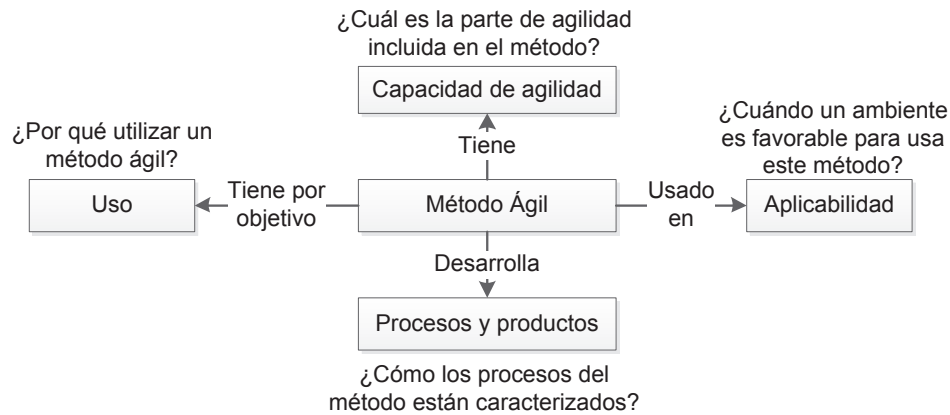 ¿Cuál es la parte de agilidad
incluida en el método?
Capacidad de agilidad
¿Por qué utilizar un
método ágil?
Tiene
¿Cuándo un ambiente
es favorable para usa
este método?
Uso
Tiene por
objetivo
Método Ágil
Usado
en
Aplicabilidad
Desarrolla
Procesos y productos
¿Cómo los procesos del
método están caracterizados?